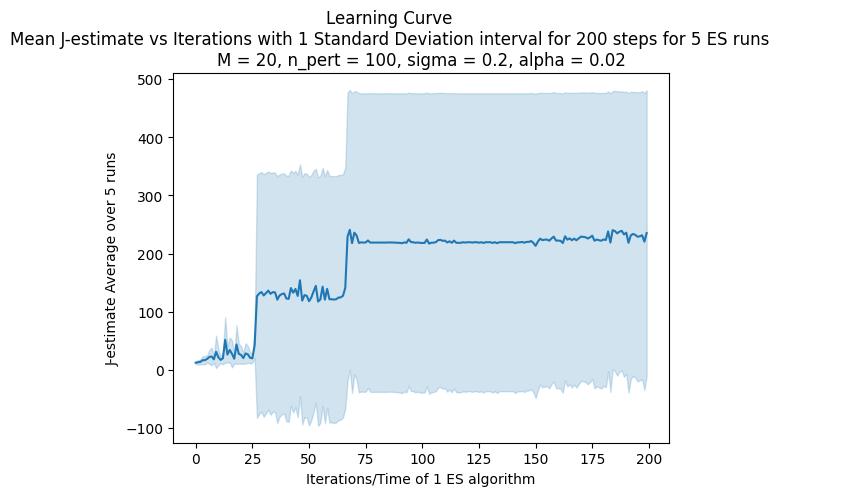 Learning Curve
Mean J-estimate vs Iterations with 1 Standard Deviation interval for 200 steps for 5 ES runs
M = 20, n_pert = 100, sigma = 0.2, alpha = 0.02
J-estimate Average over 5 runs
500
400
300
200
100
0
−100
0 25 50 75 100 125 150 175 200
Iterations/Time of 1 ES algorithm